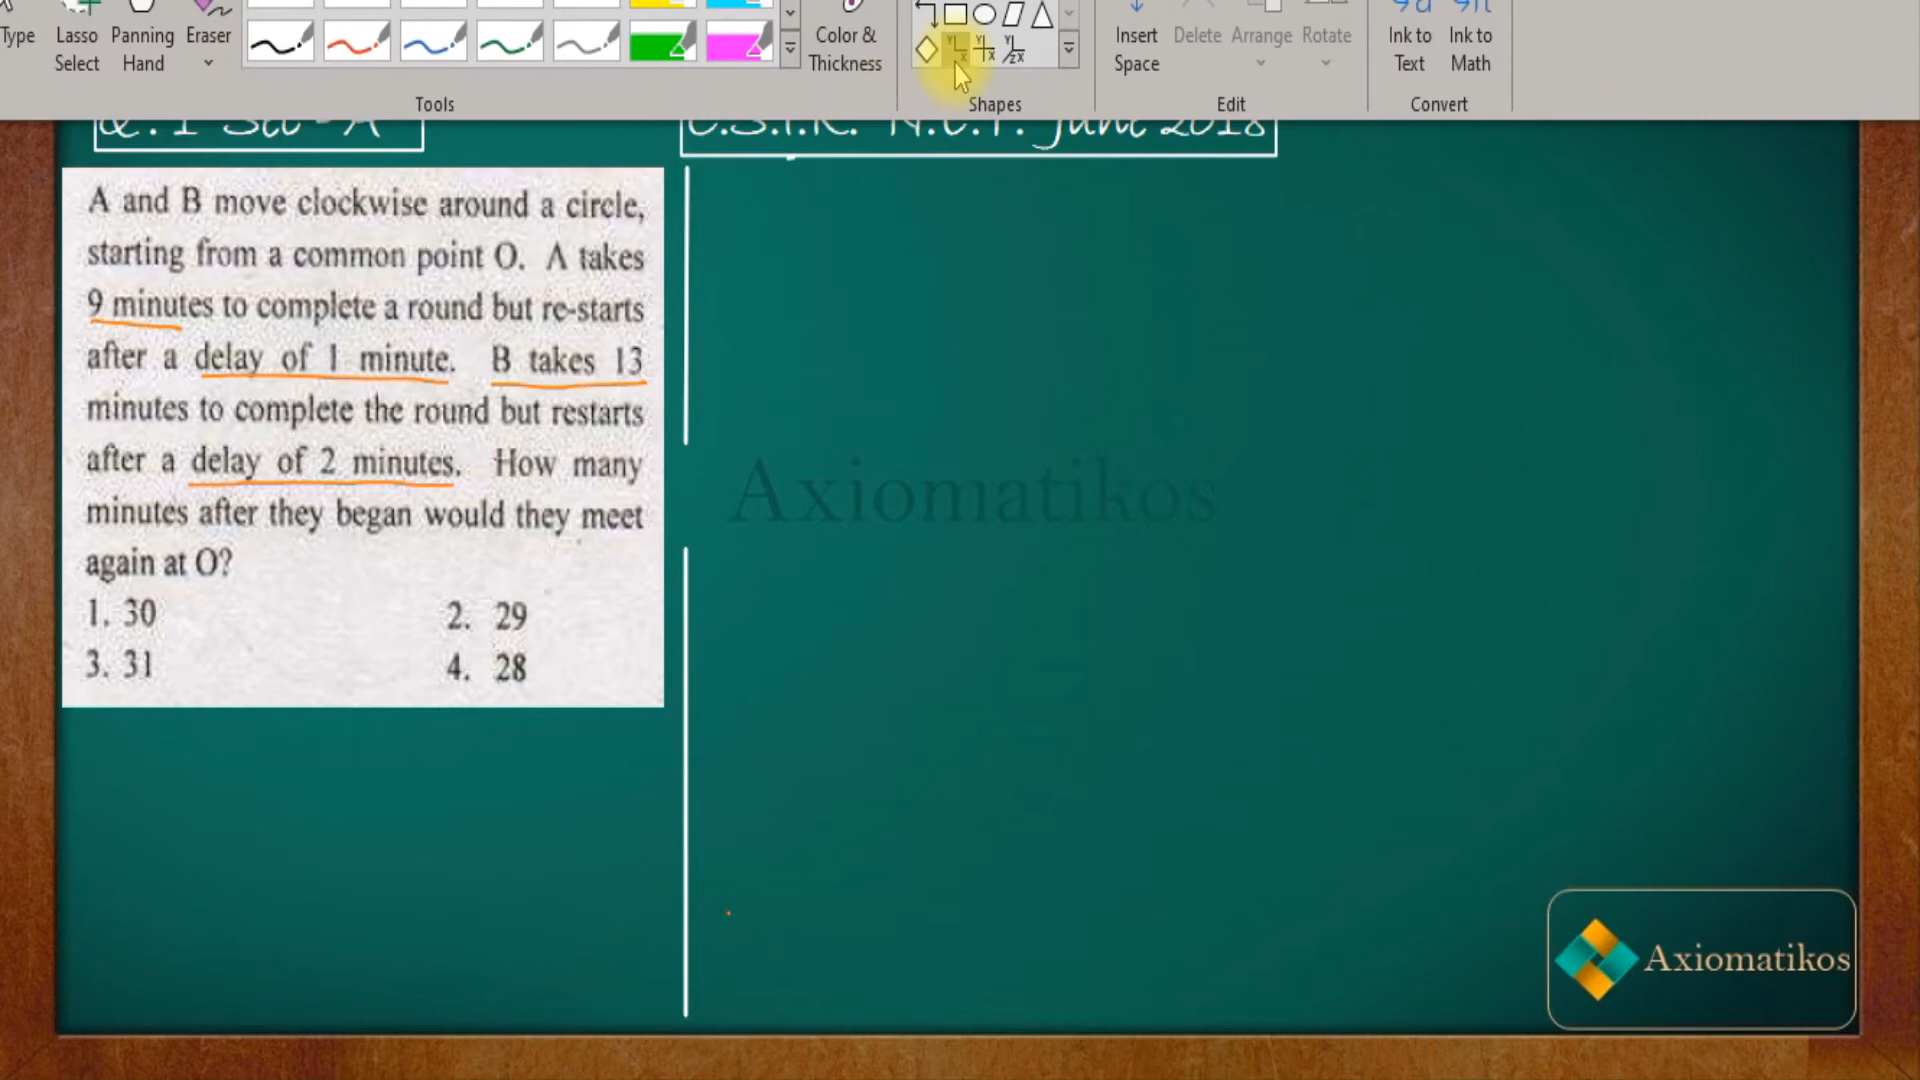 Type
Lasso Select
Panning Hand
Eraser
Color & Thickness
Insert Space
Delete
Arrange
Rotate
Ink to Text
Ink to Math
Tools
Shapes
Edit
Convert
Q. 1 Sec - A
C.S.I.R. N.E.T. June 2018
A and B move clockwise around a circle,
starting from a common point O. A takes
9 minutes to complete a round but re-starts
after a delay of 1 minute. B takes 13
minutes to complete the round but restarts
after a delay of 2 minutes. How many
minutes after they began would they meet
again at O?
1. 30 2. 29
3. 31 4. 28
Axiomatikos
Axiomatikos